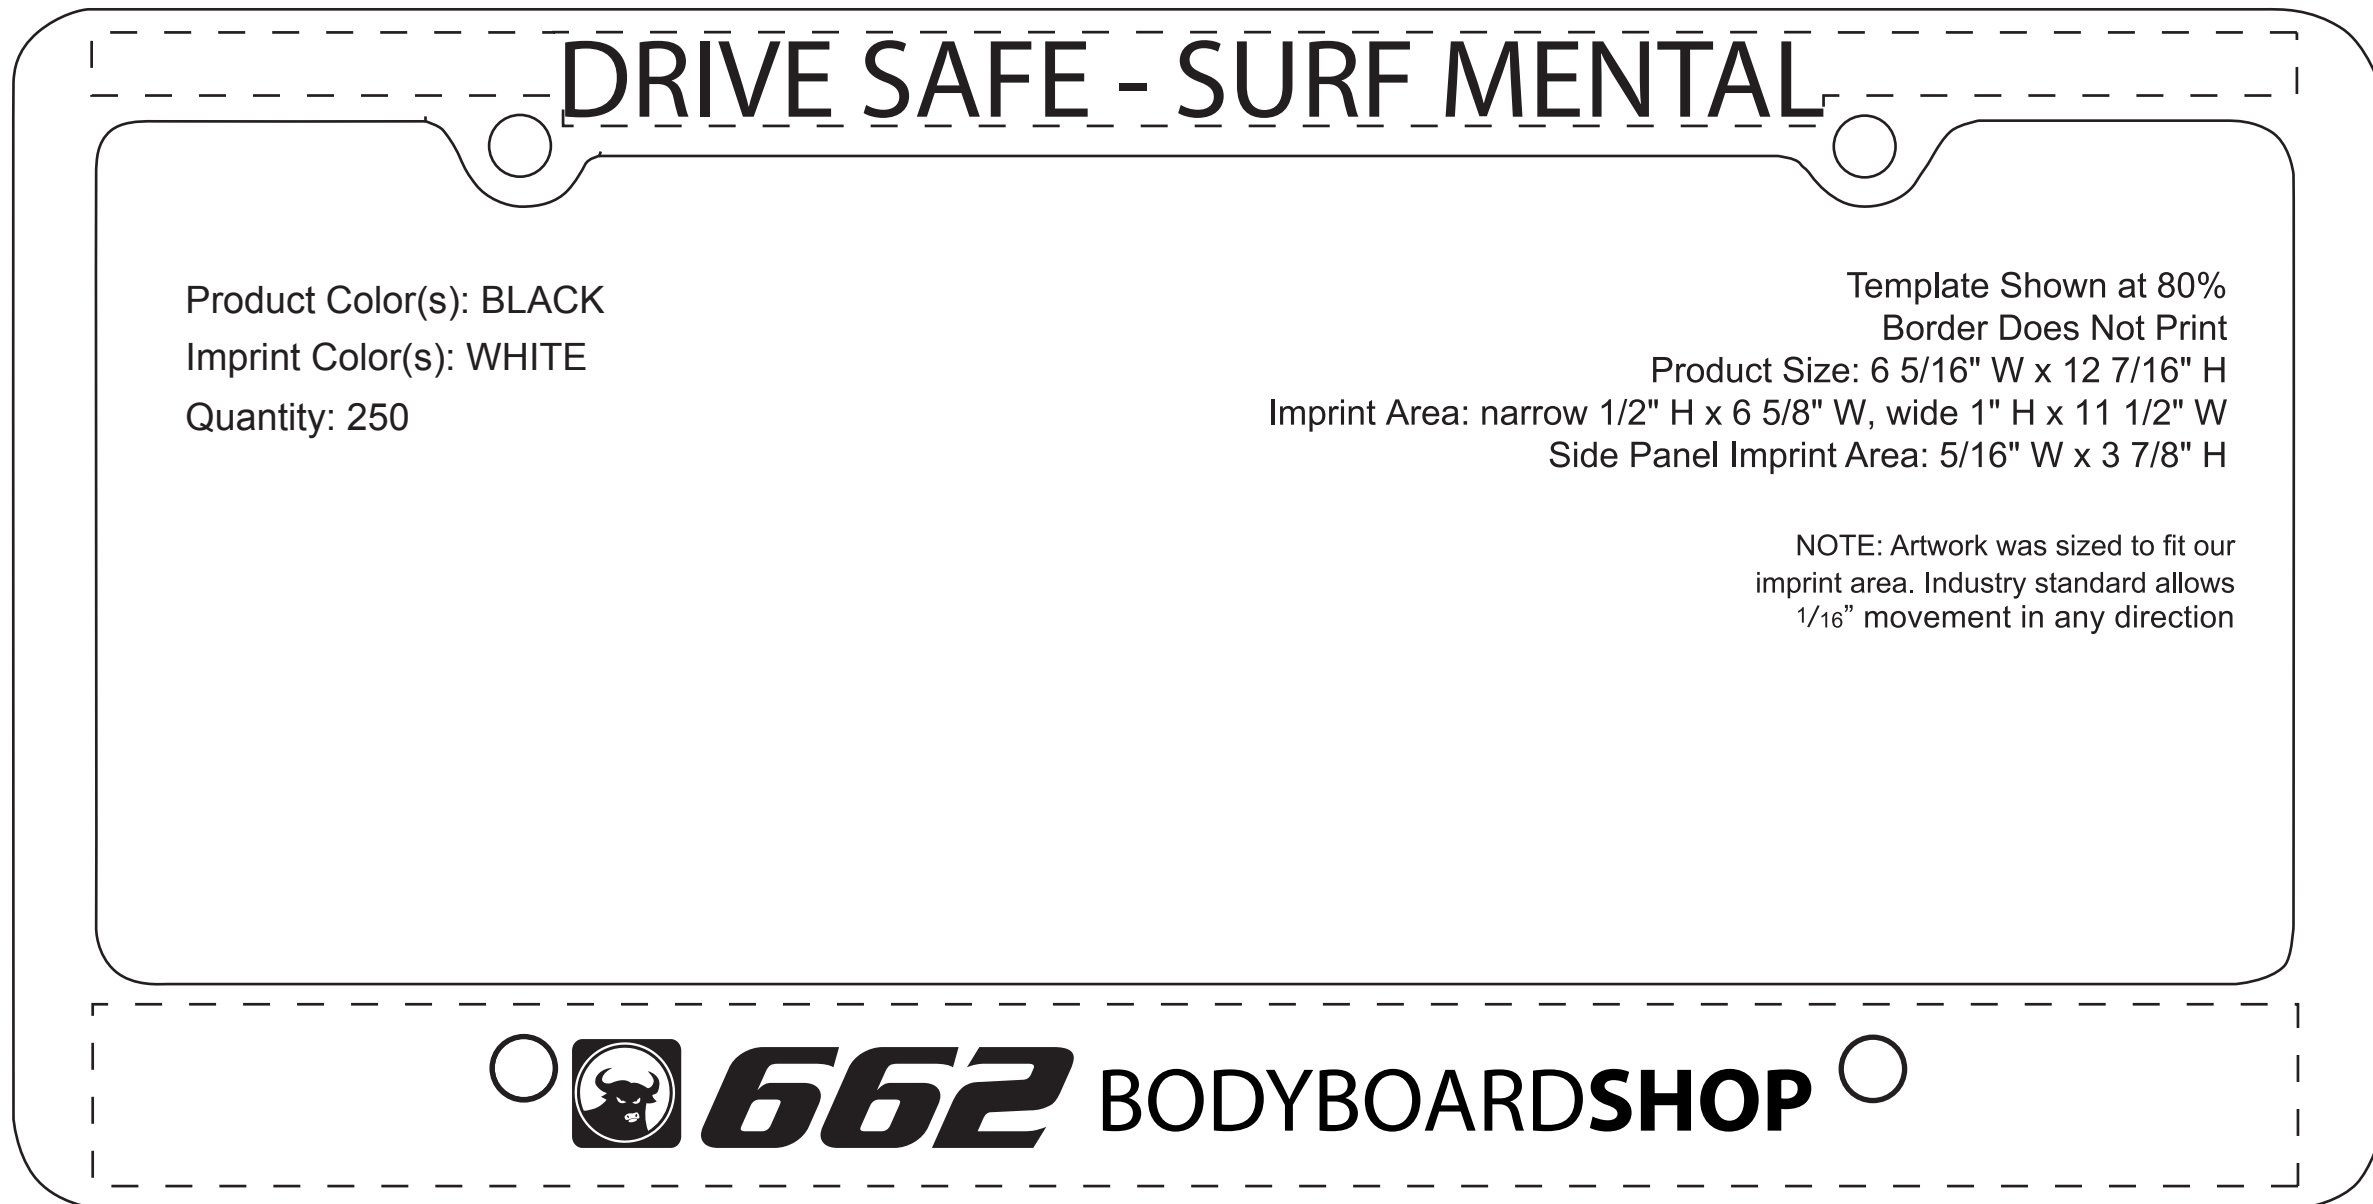 DRIVE SAFE - SURF MENTAL
Product Color(s): BLACK
Imprint Color(s): WHITE
Quantity: 250
Template Shown at 80%
Border Does Not Print
Product Size: 6 5/16" W x 12 7/16" H
Imprint Area: narrow 1/2" H x 6 5/8" W, wide 1" H x 11 1/2" W
Side Panel Imprint Area: 5/16" W x 3 7/8" H
NOTE: Artwork was sized to fit our
imprint area. Industry standard allows
1/16” movement in any direction
662 BODYBOARDSHOP